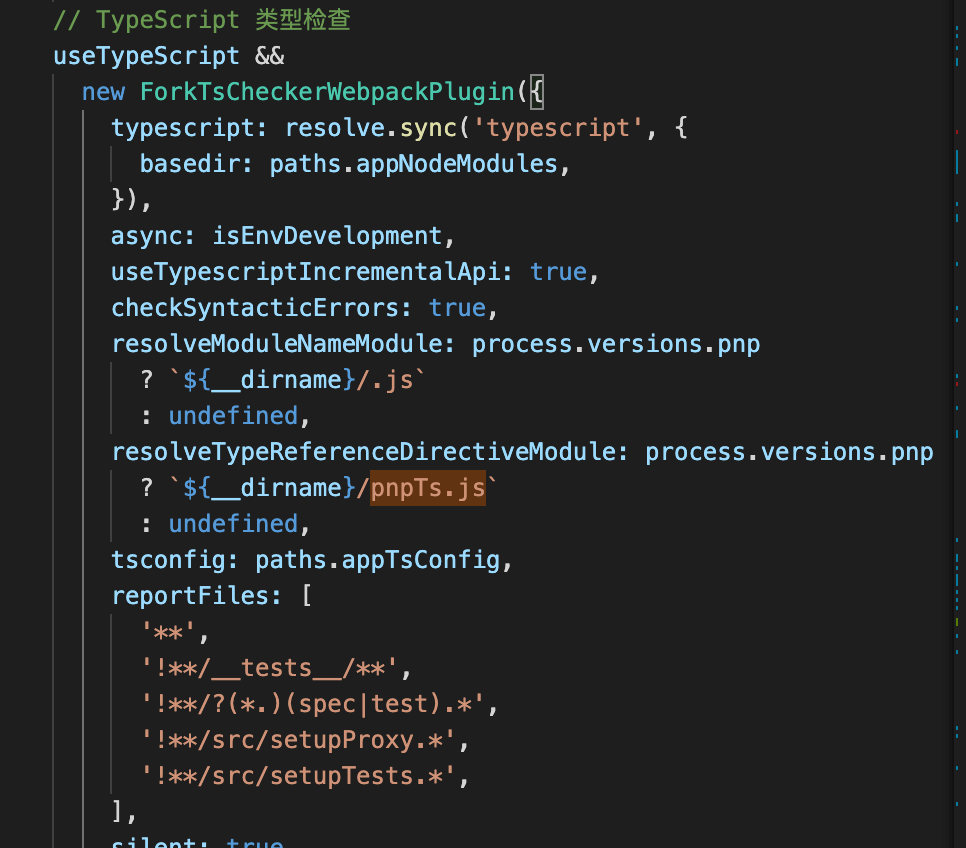 // TypeScript 类型检查
useTypeScript &&
new ForkTsCheckerWebpackPlugin({
typescript: resolve.sync('typescript', {
basedir: paths.appNodeModules,
}),
async: isEnvDevelopment,
useTypescriptIncrementalApi: true,
checkSyntacticErrors: true,
resolveModuleNameModule: process.versions.pnp
? `${__dirname}/.js`
: undefined,
resolveTypeReferenceDirectiveModule: process.versions.pnp
? `${__dirname}/pnpTs.js`
: undefined,
tsconfig: paths.appTsConfig,
reportFiles: [
'**',
'!**/__tests__/**',
'!**/?(*.)(spec|test).*',
'!**/src/setupProxy.*',
'!**/src/setupTests.*',
],
silent: true